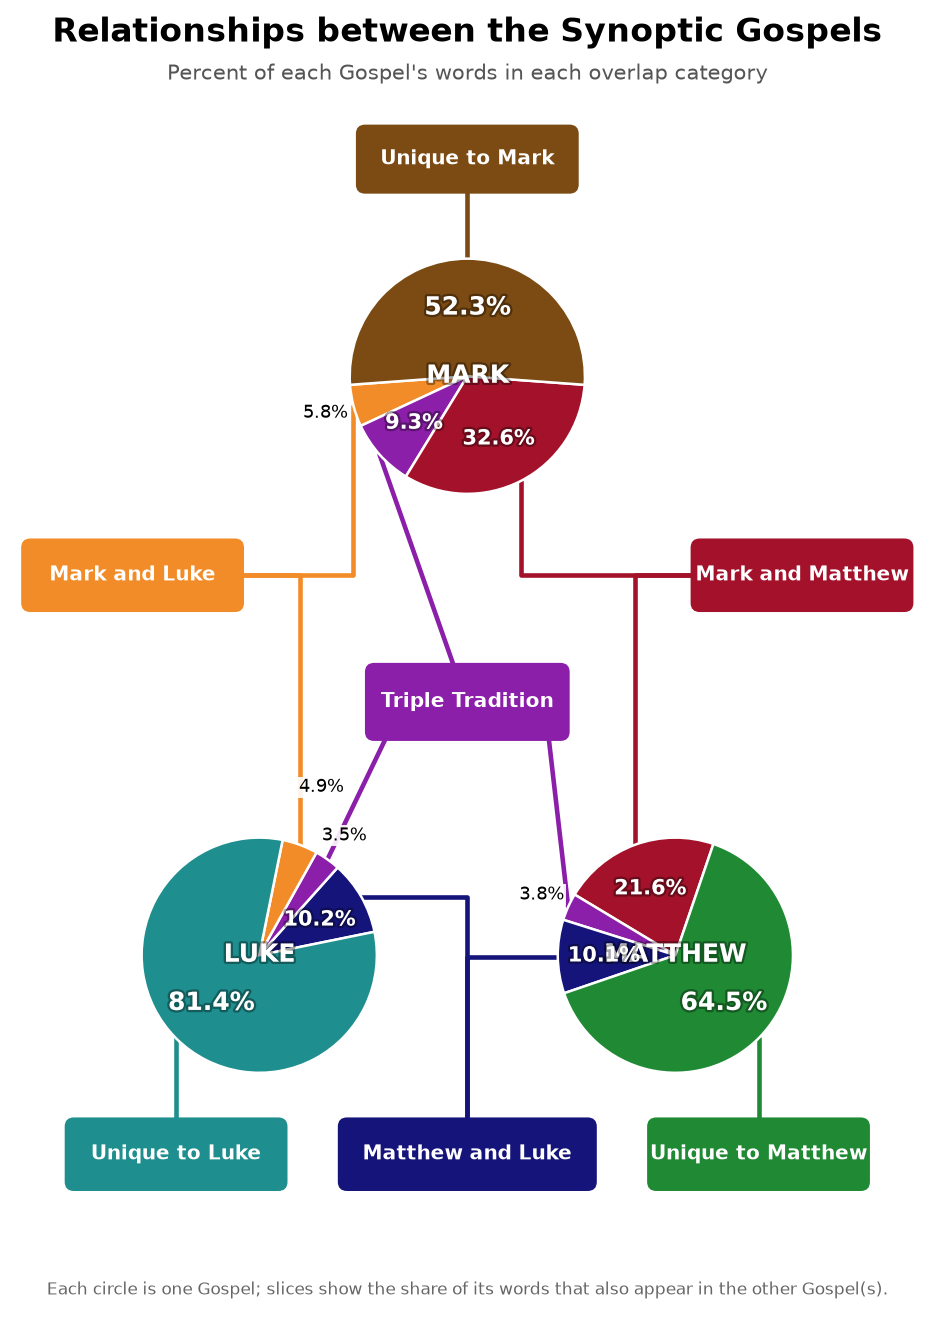 Relationships between the Synoptic Gospels
Percent of each Gospel's words in each overlap category
Unique to Mark
52.3%
MARK
5.8%
9.3%
32.6%
Mark and Luke
Mark and Matthew
Triple Tradition
4.9%
3.5%
3.8%
21.6%
10.2%
LUKE
10.1%
MATTHEW
81.4%
64.5%
Unique to Luke
Matthew and Luke
Unique to Matthew
Each circle is one Gospel; slices show the share of its words that also appear in the other Gospel(s).